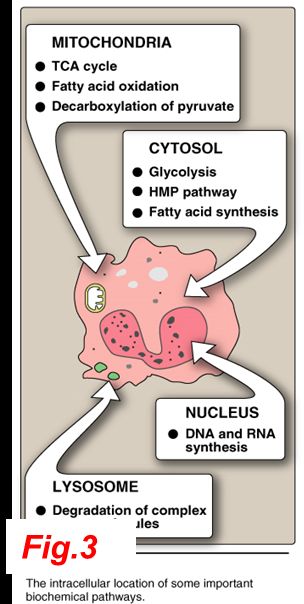 MITOCHONDRIA
● TCA cycle
● Fatty acid oxidation
● Decarboxylation of pyruvate
CYTOSOL
● Glycolysis
● HMP pathway
● Fatty acid synthesis
NUCLEUS
● DNA and RNA
synthesis
LYSOSOME
● Degradation of complex
Fig.3
The intracellular location of some important
biochemical pathways.